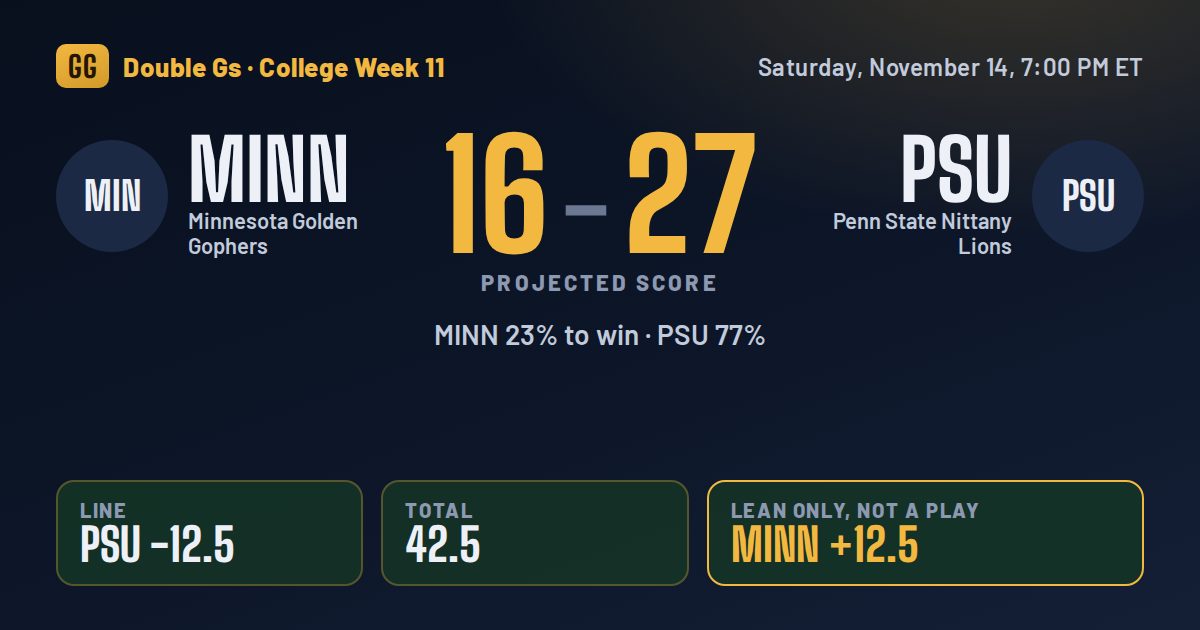 GG
Double Gs · College Week 11
Saturday, November 14, 7:00 PM ET
MIN
MINN
Minnesota Golden
Gophers
16 – 27
PROJECTED SCORE
MINN 23% to win · PSU 77%
PSU
Penn State Nittany
Lions
PSU
LINE
PSU −12.5
TOTAL
42.5
LEAN ONLY, NOT A PLAY
MINN +12.5